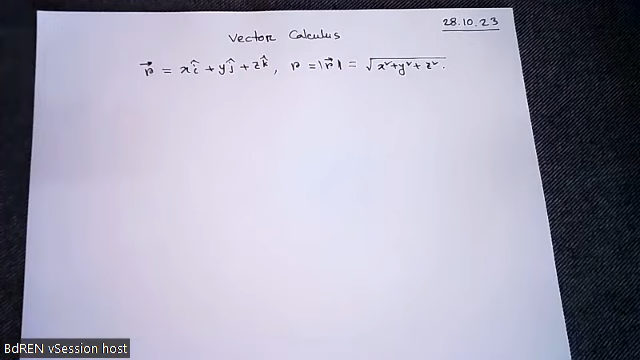 28.10.23
Vector Calculus
r⃗ = xî + yĵ + zk̂, r = |r⃗| = √(x²+y²+z²).
BdREN vSession host